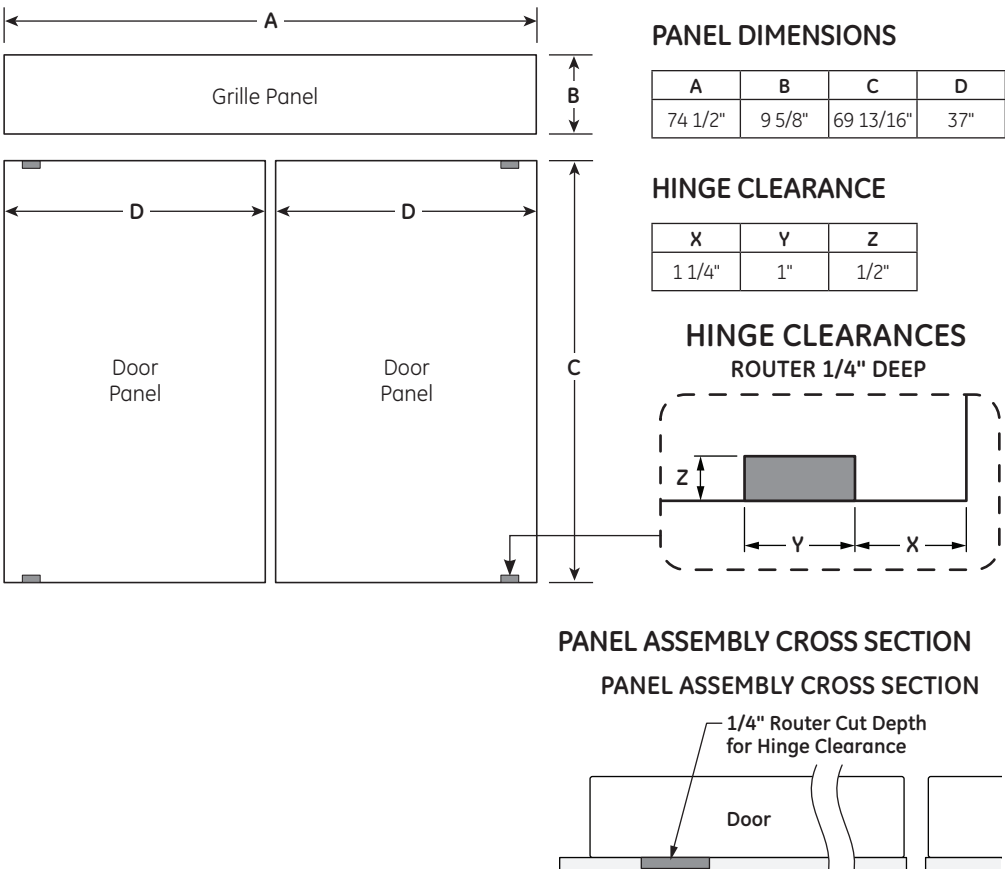 A
Grille Panel
B
D
D
Door
Panel
Door
Panel
C
PANEL DIMENSIONS
A B C D
74 1/2" 9 5/8" 69 13/16" 37"
HINGE CLEARANCE
X Y Z
1 1/4" 1" 1/2"
HINGE CLEARANCES
ROUTER 1/4" DEEP
Z
Y
X
PANEL ASSEMBLY CROSS SECTION
PANEL ASSEMBLY CROSS SECTION
1/4" Router Cut Depth
for Hinge Clearance
Door